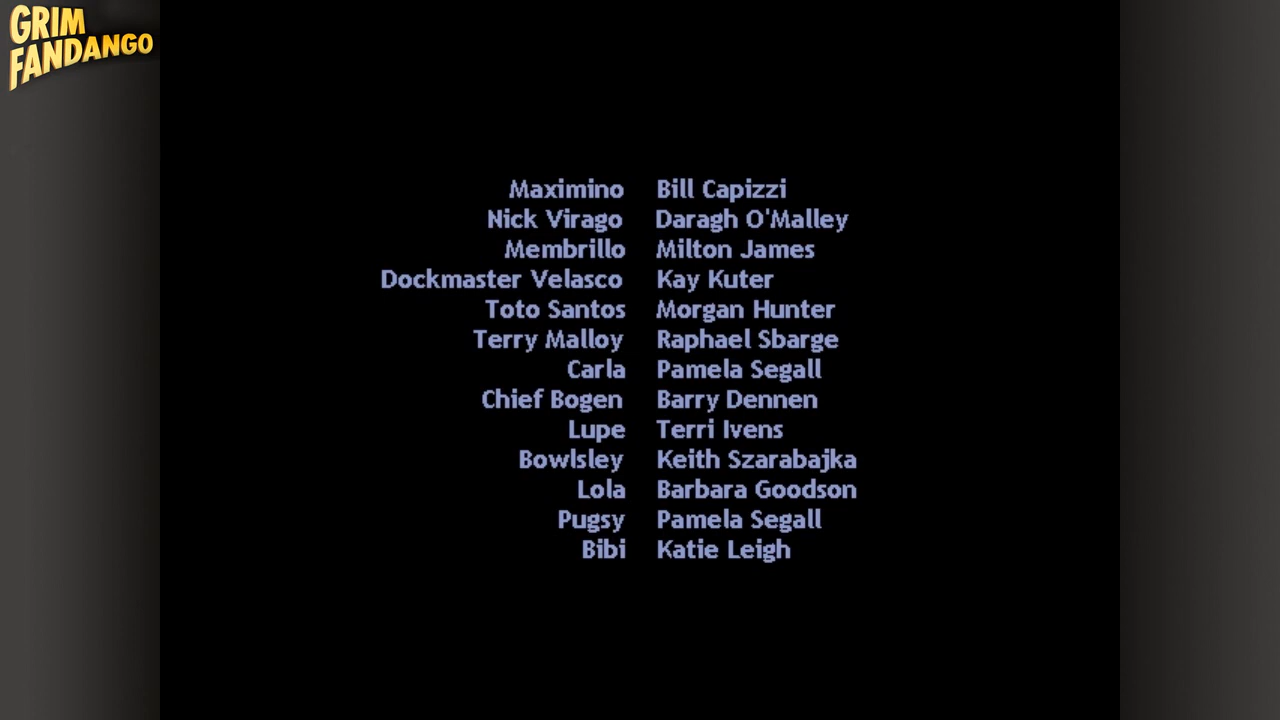 GRIM
FANDANGO
Maximino Bill Capizzi
Nick Virago Daragh O'Malley
Membrillo Milton James
Dockmaster Velasco Kay Kuter
Toto Santos Morgan Hunter
Terry Malloy Raphael Sbarge
Carla Pamela Segall
Chief Bogen Barry Dennen
Lupe Terri Ivens
Bowlsley Keith Szarabajka
Lola Barbara Goodson
Pugsy Pamela Segall
Bibi Katie Leigh